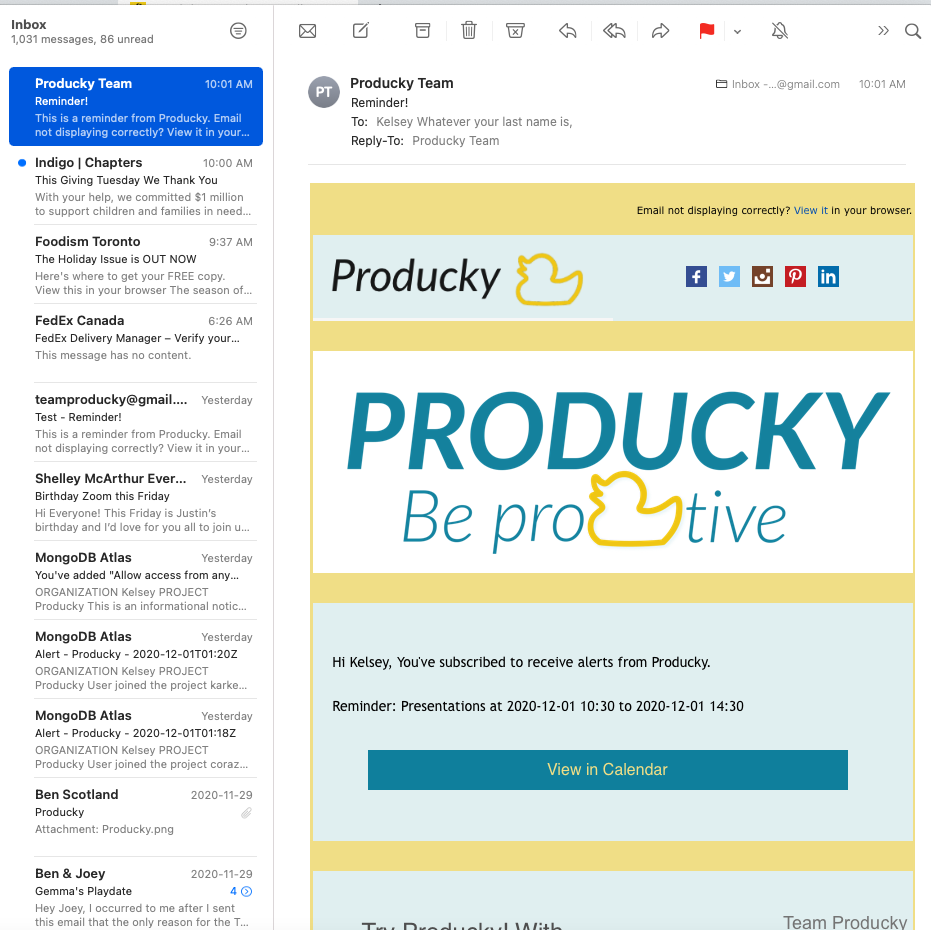 Inbox
1,031 messages, 86 unread
Producky Team 10:01 AM
Reminder!
This is a reminder from Producky. Email
not displaying correctly? View it in your...
Indigo | Chapters 10:00 AM
This Giving Tuesday We Thank You
With your help, we committed $1 million
to support children and families in need...
Foodism Toronto 9:37 AM
The Holiday Issue is OUT NOW
Here's where to get your FREE copy.
View this in your browser The season of...
FedEx Canada 6:26 AM
FedEx Delivery Manager – Verify your...
This message has no content.
teamproducky@gmail.... Yesterday
Test - Reminder!
This is a reminder from Producky. Email
not displaying correctly? View it in your...
Shelley McArthur Ever... Yesterday
Birthday Zoom this Friday
Hi Everyone! This Friday is Justin's
birthday and I'd love for you all to join u...
MongoDB Atlas Yesterday
You've added "Allow access from any...
ORGANIZATION Kelsey PROJECT
Producky This is an informational notic...
MongoDB Atlas Yesterday
Alert - Producky - 2020-12-01T01:20Z
ORGANIZATION Kelsey PROJECT
Producky User joined the project karke...
MongoDB Atlas Yesterday
Alert - Producky - 2020-12-01T01:18Z
ORGANIZATION Kelsey PROJECT
Producky User joined the project coraz...
Ben Scotland 2020-11-29
Producky
Attachment: Producky.png
Ben & Joey 2020-11-29
Gemma's Playdate 4
Hey Joey, I occurred to me after I sent
this email that the only reason for the T...
PT
Producky Team Inbox -...@gmail.com 10:01 AM
Reminder!
To: Kelsey Whatever your last name is,
Reply-To: Producky Team
Email not displaying correctly? View it in your browser.
Producky
PRODUCKY
Be pro tive
Hi Kelsey, You've subscribed to receive alerts from Producky.
Reminder: Presentations at 2020-12-01 10:30 to 2020-12-01 14:30
View in Calendar
Try Producky! With
Team Producky